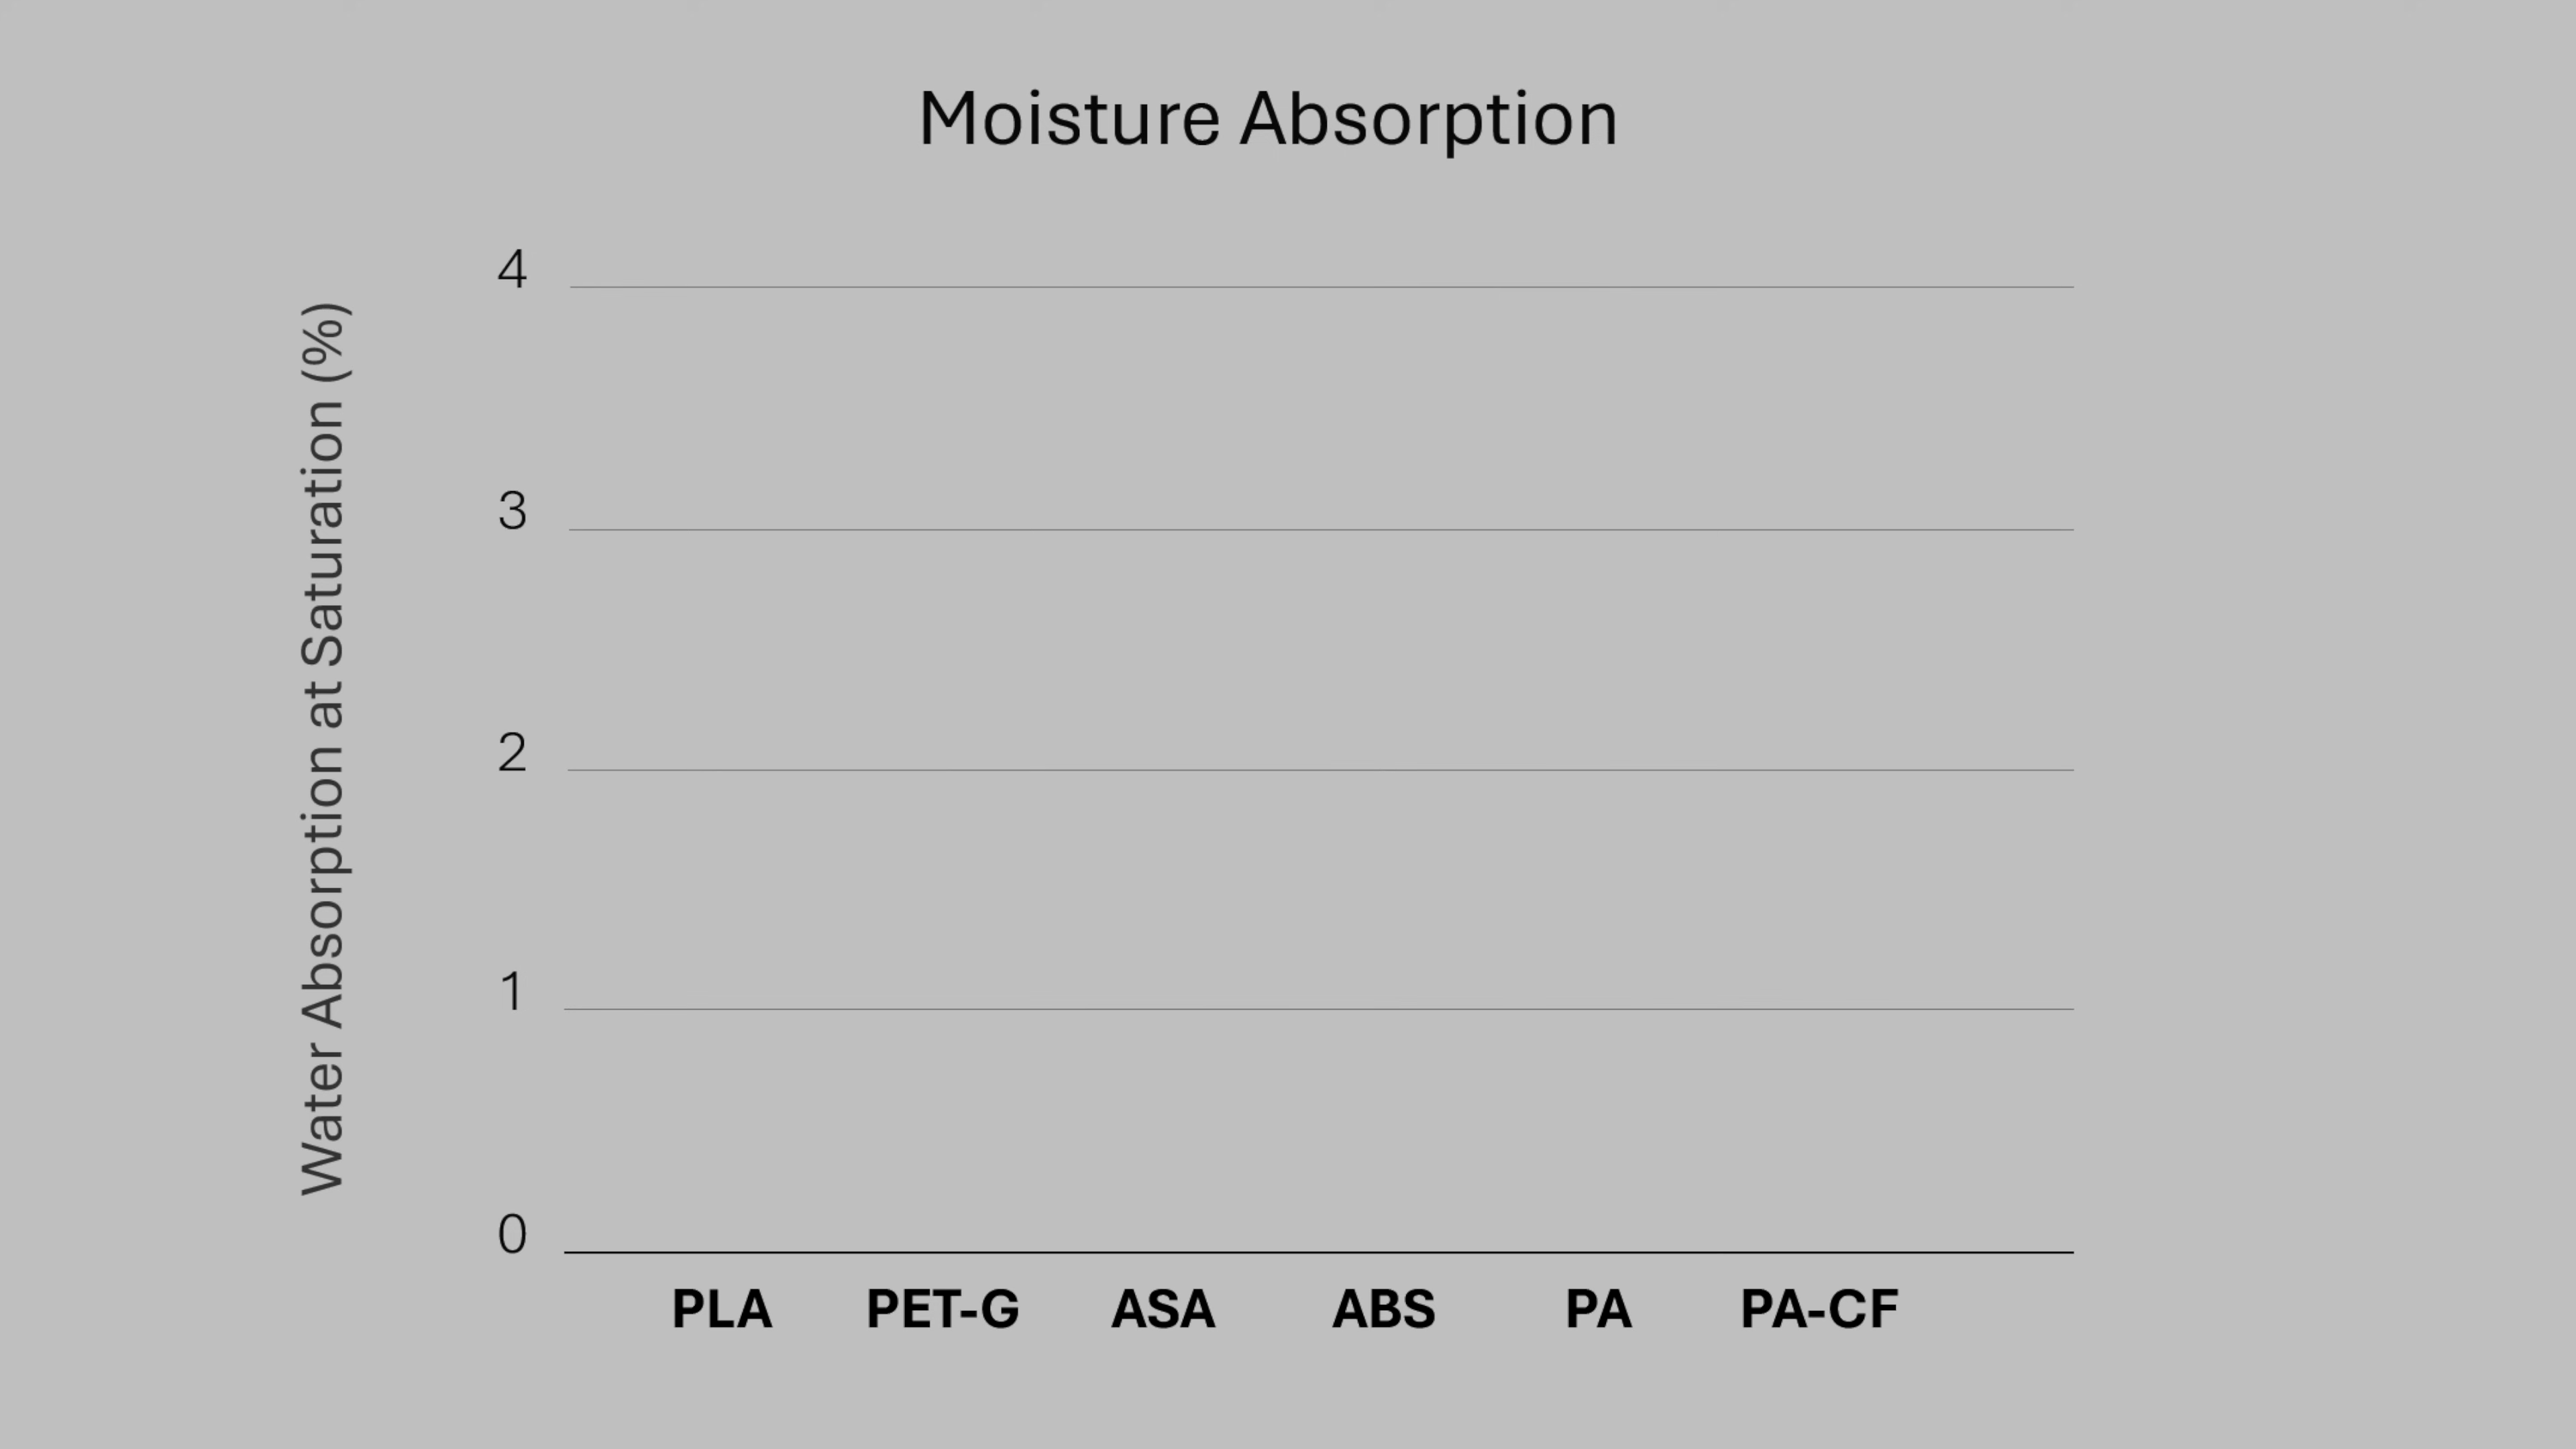 Moisture Absorption
Water Absorption at Saturation (%)
4
3
2
1
0
PLA PET-G ASA ABS PA PA-CF